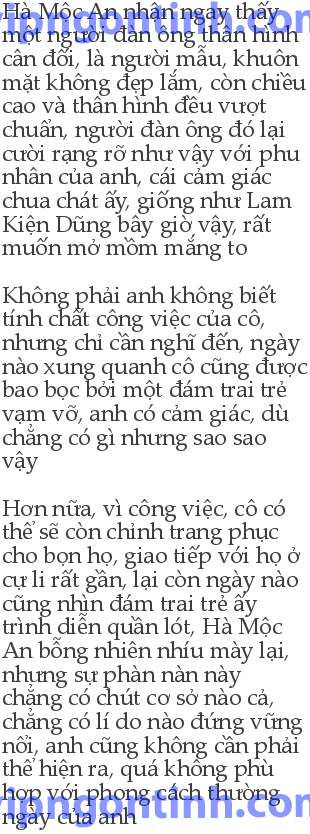 Hà Mộc An nhận ngay thấy
một người đàn ông thân hình
cân đối, là người mẫu, khuôn
mặt không đẹp lắm, còn chiều
cao và thân hình đều vượt
chuẩn, người đàn ông đó lại
cười rạng rỡ như vậy với phu
nhân của anh, cái cảm giác
chua chát ấy, giống như Lam
Kiện Dũng bây giờ vậy, rất
muốn mở mồm mắng to
Không phải anh không biết
tính chất công việc của cô,
nhưng chỉ cần nghĩ đến, ngày
nào xung quanh cô cũng được
bao bọc bởi một đám trai trẻ
vạm vỡ, anh có cảm giác, dù
chẳng có gì nhưng sao sao
vậy
Hơn nữa, vì công việc, cô có
thể sẽ còn chỉnh trang phục
cho bọn họ, giao tiếp với họ ở
cự li rất gần, lại còn ngày nào
cũng nhìn đám trai trẻ ấy
trình diễn quần lót, Hà Mộc
An bỗng nhiên nhíu mày lại,
nhưng sự phàn nàn này
chẳng có chút cơ sở nào cả,
chẳng có lí do nào đứng vững
nổi, anh cũng không cần phải
thể hiện ra, quá không phù
hợp với phong cách thường
ngày của anh